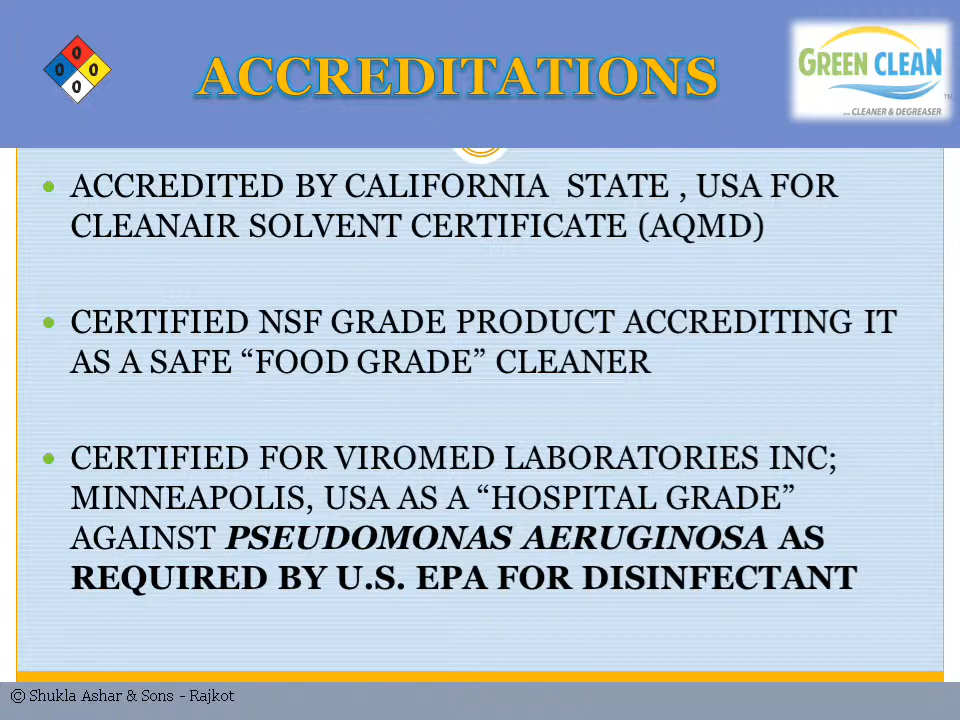 0
0 0
0
ACCREDITATIONS
GREEN CLEAN
TM
... CLEANER & DEGREASER
• ACCREDITED BY CALIFORNIA STATE , USA FOR
CLEANAIR SOLVENT CERTIFICATE (AQMD)
• CERTIFIED NSF GRADE PRODUCT ACCREDITING IT
AS A SAFE “FOOD GRADE” CLEANER
• CERTIFIED FOR VIROMED LABORATORIES INC;
MINNEAPOLIS, USA AS A “HOSPITAL GRADE”
AGAINST PSEUDOMONAS AERUGINOSA AS
REQUIRED BY U.S. EPA FOR DISINFECTANT
© Shukla Ashar & Sons - Rajkot